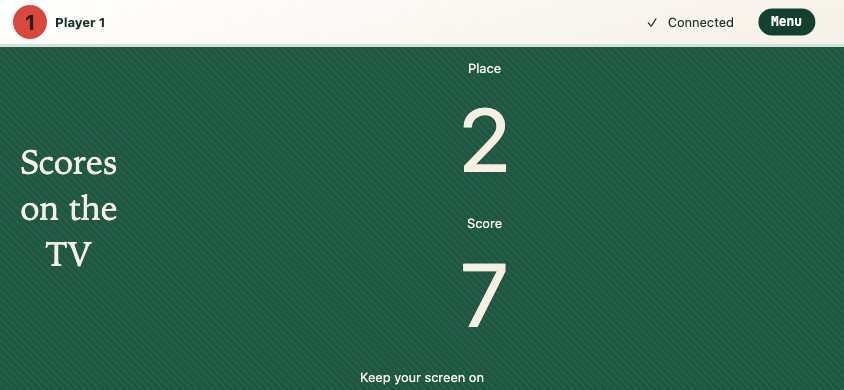 1 Player 1
✓ Connected
Menu
Scores
on the
TV
Place
2
Score
7
Keep your screen on